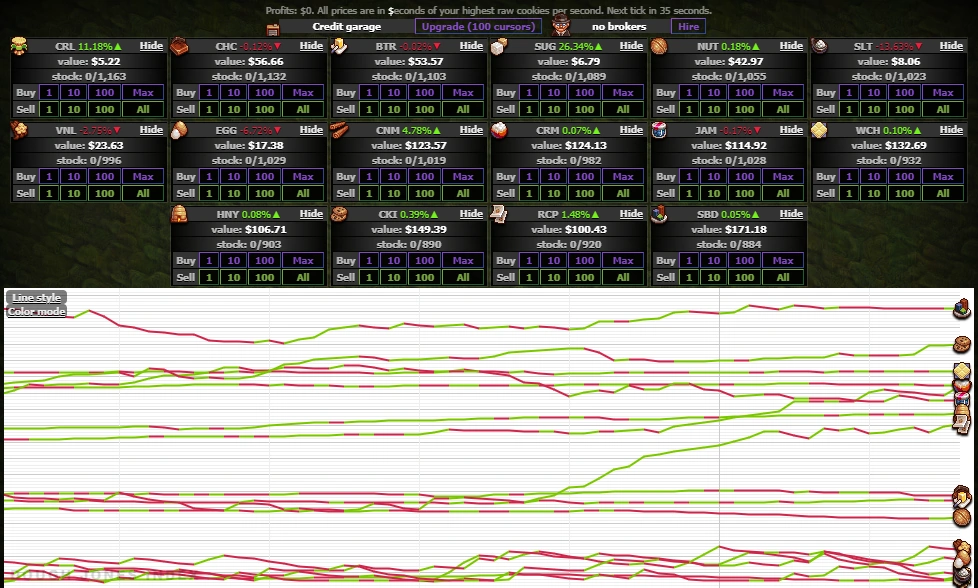 Profits: $0. All prices are in $econds of your highest raw cookies per second. Next tick in 35 seconds.
Credit garage Upgrade (100 cursors) no brokers Hire
CRL 11.18%▲ Hide CHC -0.12%▼ Hide BTR -0.02%▼ Hide SUG 26.34%▲ Hide NUT 0.18%▲ Hide SLT -13.63%▼ Hide
value: $5.22 value: $56.66 value: $53.57 value: $6.79 value: $42.97 value: $8.06
stock: 0/1,163 stock: 0/1,132 stock: 0/1,103 stock: 0/1,089 stock: 0/1,055 stock: 0/1,023
Buy 1 10 100 Max Buy 1 10 100 Max Buy 1 10 100 Max Buy 1 10 100 Max Buy 1 10 100 Max Buy 1 10 100 Max
Sell 1 10 100 All Sell 1 10 100 All Sell 1 10 100 All Sell 1 10 100 All Sell 1 10 100 All Sell 1 10 100 All
VNL -2.75%▼ Hide EGG -6.72%▼ Hide CNM 4.78%▲ Hide CRM 0.07%▲ Hide JAM -0.17%▼ Hide WCH 0.10%▲ Hide
value: $23.63 value: $17.38 value: $123.57 value: $124.13 value: $114.92 value: $132.69
stock: 0/996 stock: 0/1,029 stock: 0/1,019 stock: 0/982 stock: 0/1,028 stock: 0/932
Buy 1 10 100 Max Buy 1 10 100 Max Buy 1 10 100 Max Buy 1 10 100 Max Buy 1 10 100 Max Buy 1 10 100 Max
Sell 1 10 100 All Sell 1 10 100 All Sell 1 10 100 All Sell 1 10 100 All Sell 1 10 100 All Sell 1 10 100 All
HNY 0.08%▲ Hide CKI 0.39%▲ Hide RCP 1.48%▲ Hide SBD 0.05%▲ Hide
value: $106.71 value: $149.39 value: $100.43 value: $171.18
stock: 0/903 stock: 0/890 stock: 0/920 stock: 0/884
Buy 1 10 100 Max Buy 1 10 100 Max Buy 1 10 100 Max Buy 1 10 100 Max
Sell 1 10 100 All Sell 1 10 100 All Sell 1 10 100 All Sell 1 10 100 All
Line style
Color mode